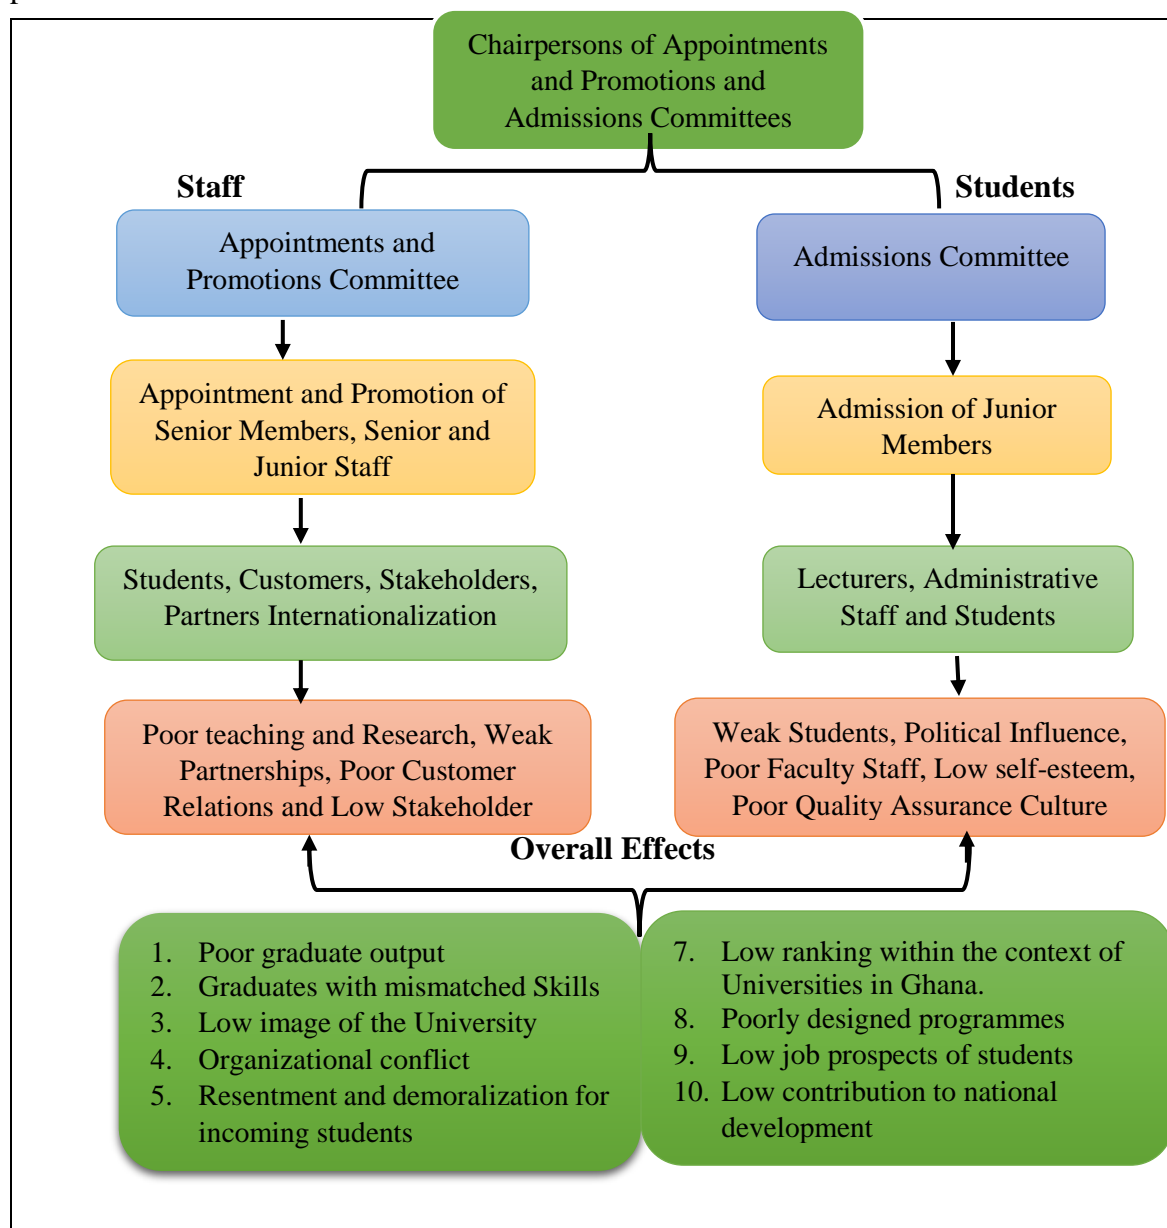 Chairpersons of Appointments
and Promotions and
Admissions Committees
Staff
Students
Appointments and
Promotions Committee
Admissions Committee
Appointment and Promotion of
Senior Members, Senior and
Junior Staff
Admission of Junior
Members
Students, Customers, Stakeholders,
Partners Internationalization
Lecturers, Administrative
Staff and Students
Poor teaching and Research, Weak
Partnerships, Poor Customer
Relations and Low Stakeholder
Weak Students, Political Influence,
Poor Faculty Staff, Low self-esteem,
Poor Quality Assurance Culture
Overall Effects
1. Poor graduate output
2. Graduates with mismatched Skills
3. Low image of the University
4. Organizational conflict
5. Resentment and demoralization for
incoming students
7. Low ranking within the context of
Universities in Ghana.
8. Poorly designed programmes
9. Low job prospects of students
10. Low contribution to national
development